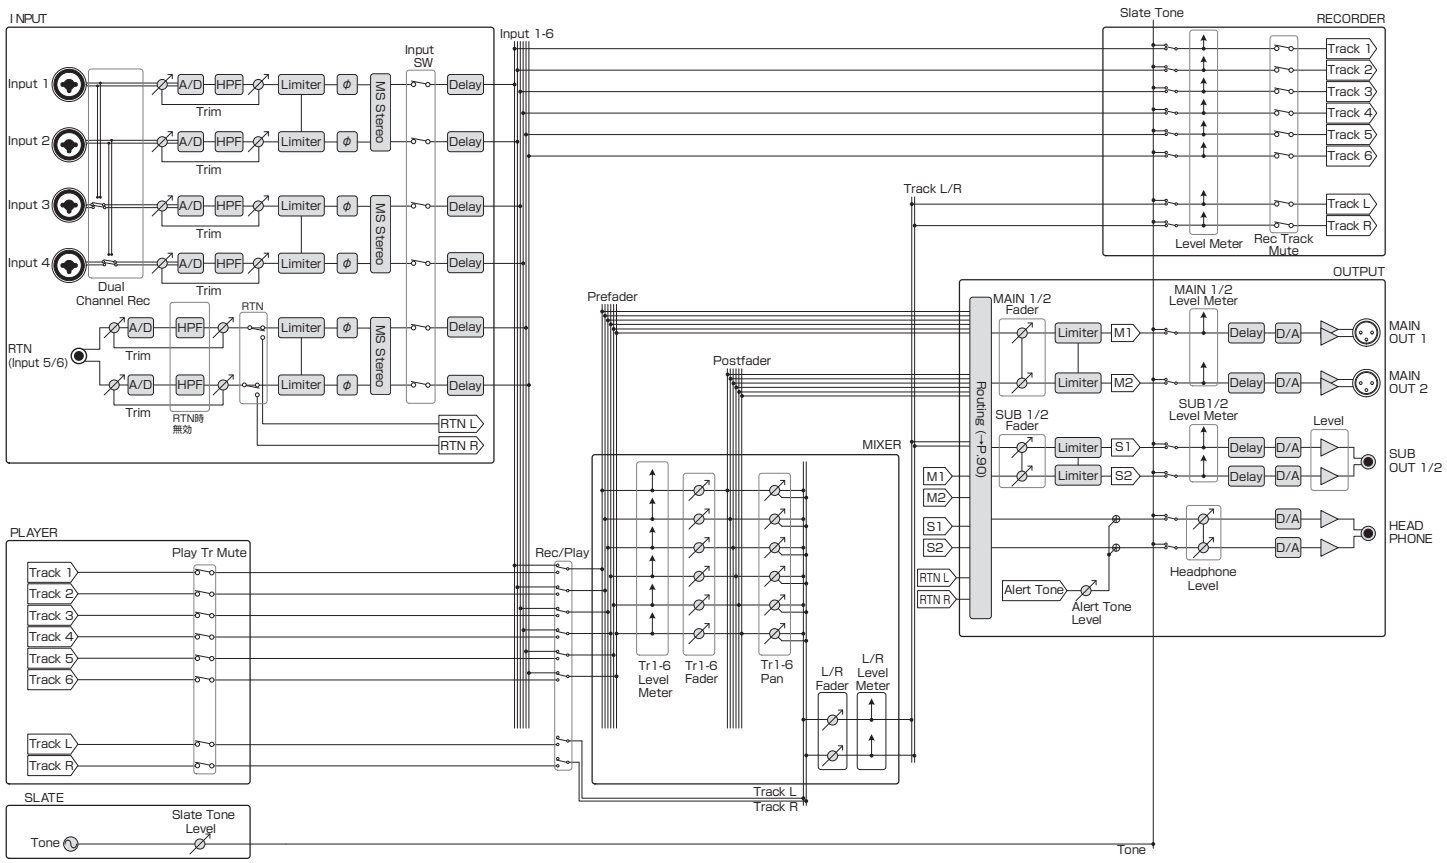 INPUT
Input 1
A/D
HPF
Trim
Limiter
φ
MS Stereo
Input SW
Delay
Input 1-6
Input 2
A/D
HPF
Trim
Limiter
φ
Delay
Input 3
A/D
HPF
Trim
Limiter
φ
MS Stereo
Delay
Input 4
A/D
HPF
Trim
Limiter
φ
Delay
Dual
Channel Rec
RTN
(Input 5/6)
A/D
HPF
Trim
RTN
Limiter
φ
MS Stereo
Delay
A/D
HPF
Trim
RTN時
無効
Limiter
φ
Delay
RTN L
RTN R
Slate Tone
RECORDER
Track 1
Track 2
Track 3
Track 4
Track 5
Track 6
Track L/R
Track L
Track R
Level Meter
Rec Track
Mute
OUTPUT
Prefader
Postfader
Routing (→P.90)
MAIN 1/2
Fader
Limiter
M1
MAIN 1/2
Level Meter
Delay
D/A
MAIN
OUT 1
Limiter
M2
Delay
D/A
MAIN
OUT 2
SUB 1/2
Fader
Limiter
S1
SUB1/2
Level Meter
Delay
D/A
Level
SUB
OUT 1/2
Limiter
S2
Delay
D/A
M1
M2
S1
S2
RTN L
RTN R
D/A
HEAD
PHONE
D/A
Headphone
Level
Alert Tone
Alert Tone
Level
MIXER
Tr1-6
Level
Meter
Tr1-6
Fader
Tr1-6
Pan
L/R
Fader
L/R
Level
Meter
Track L
Track R
PLAYER
Play Tr Mute
Rec/Play
Track 1
Track 2
Track 3
Track 4
Track 5
Track 6
Track L
Track R
SLATE
Slate Tone
Level
Tone
Tone